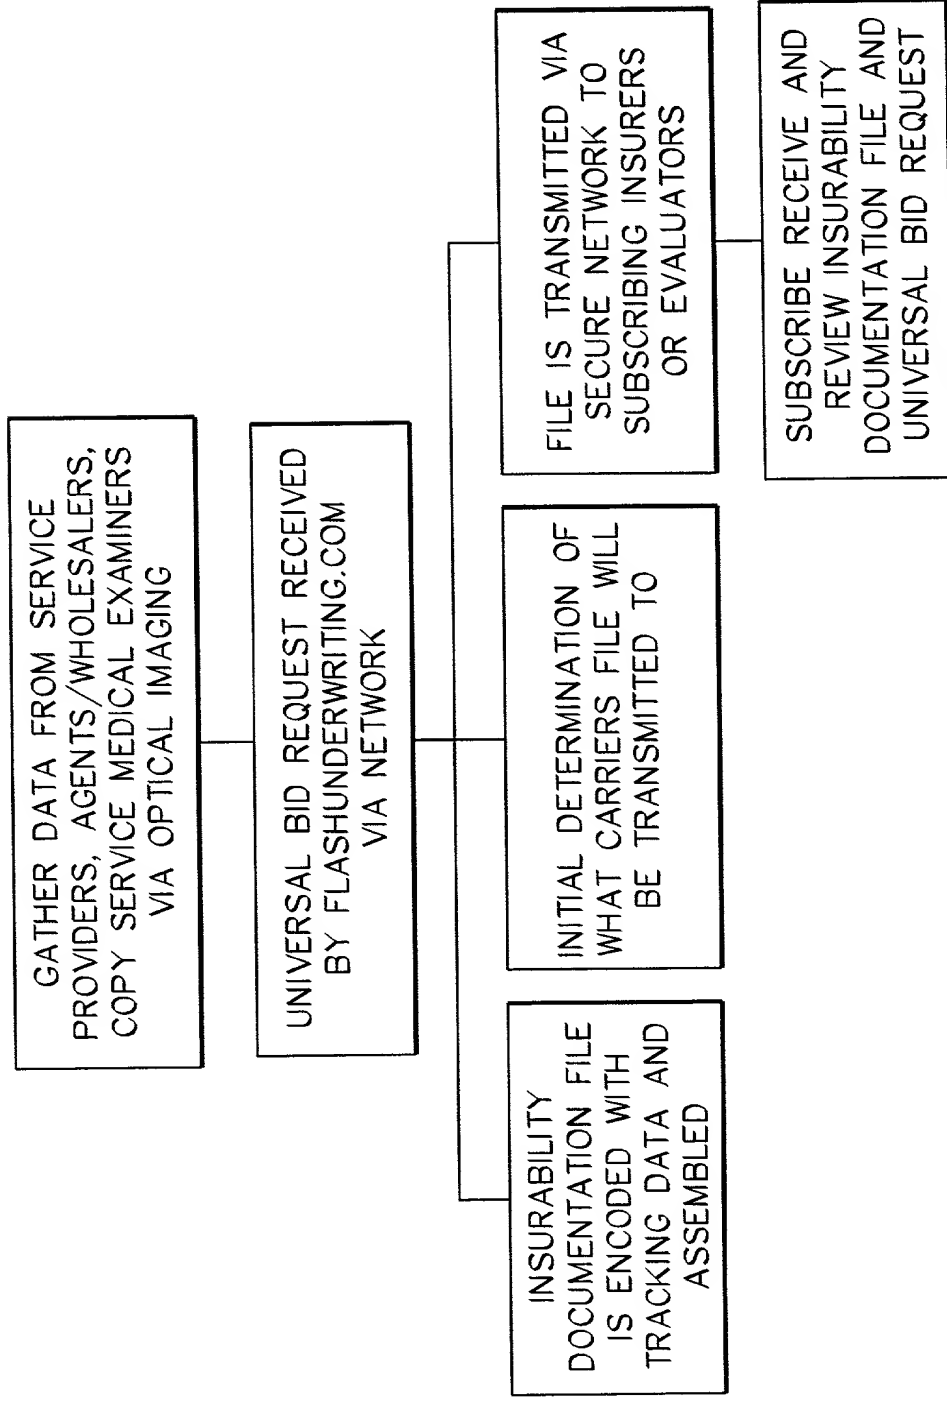 GATHER DATA FROM SERVICE
PROVIDERS, AGENTS/WHOLESALERS,
COPY SERVICE MEDICAL EXAMINERS
VIA OPTICAL IMAGING
UNIVERSAL BID REQUEST RECEIVED
BY FLASHUNDERWRITING.COM
VIA NETWORK
INSURABILITY
DOCUMENTATION FILE
IS ENCODED WITH
TRACKING DATA AND
ASSEMBLED
INITIAL DETERMINATION OF
WHAT CARRIERS FILE WILL
BE TRANSMITTED TO
FILE IS TRANSMITTED VIA
SECURE NETWORK TO
SUBSCRIBING INSURERS
OR EVALUATORS
SUBSCRIBE RECEIVE AND
REVIEW INSURABILITY
DOCUMENTATION FILE AND
UNIVERSAL BID REQUEST